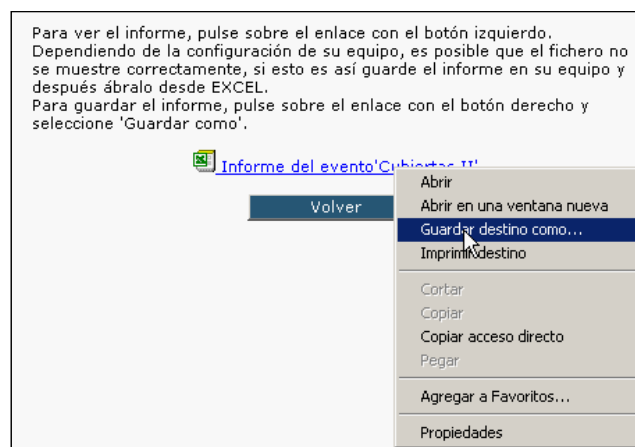 Para ver el informe, pulse sobre el enlace con el botón izquierdo.
Dependiendo de la configuración de su equipo, es posible que el fichero no
se muestre correctamente, si esto es así guarde el informe en su equipo y
después ábralo desde EXCEL.
Para guardar el informe, pulse sobre el enlace con el botón derecho y
seleccione 'Guardar como'.
Informe del evento'Cubiertas II'
Volver
Abrir
Abrir en una ventana nueva
Guardar destino como...
Imprimir destino
Cortar
Copiar
Copiar acceso directo
Pegar
Agregar a Favoritos...
Propiedades